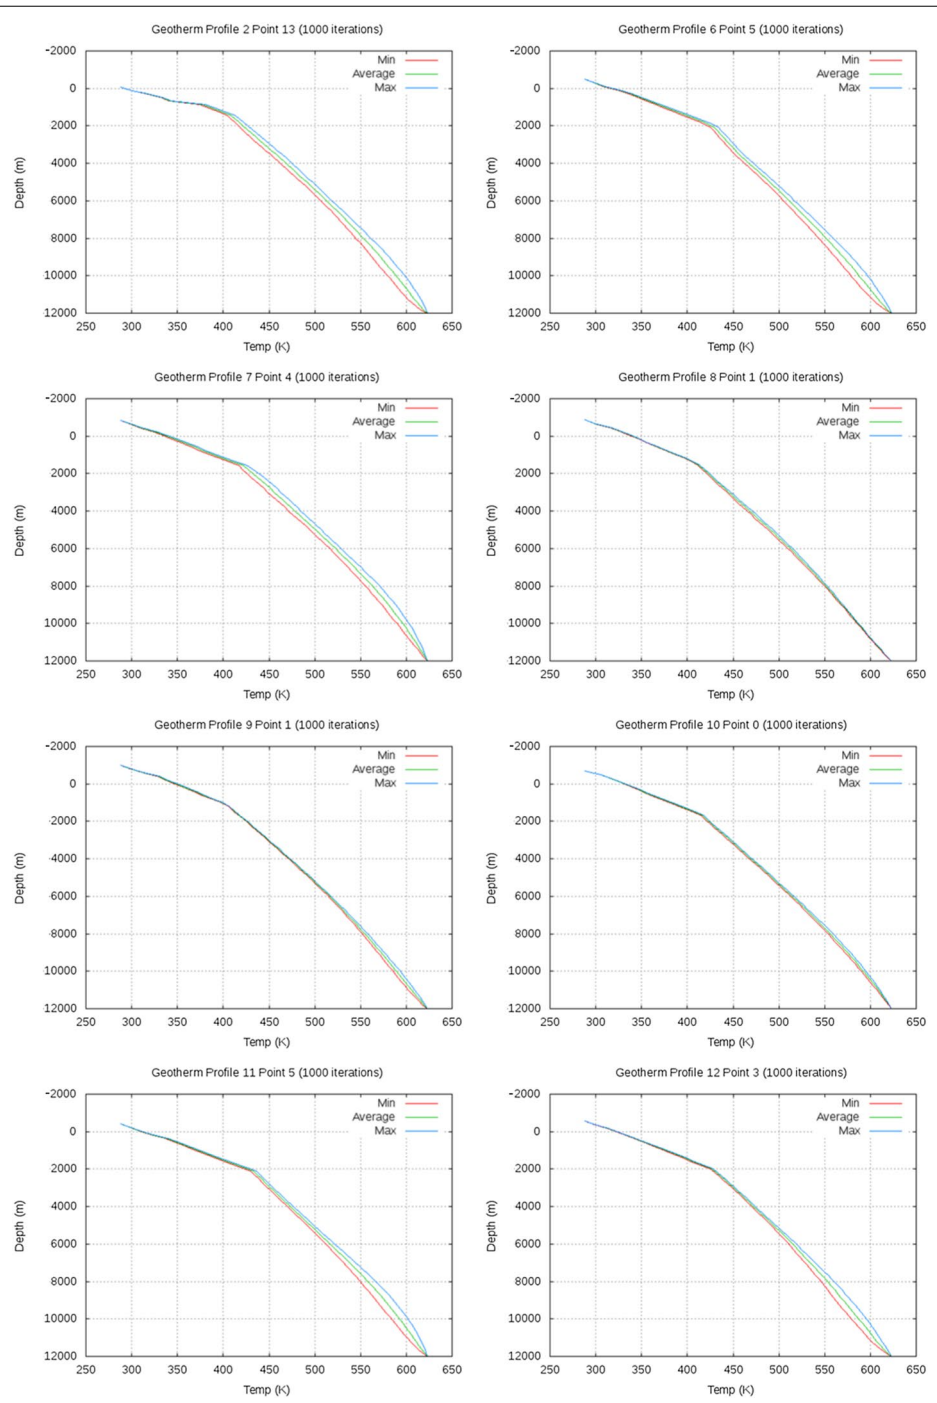 Geotherm Profile 2 Point 13 (1000 iterations)
-2000
0
2000
4000
6000
8000
10000
12000
Depth (m)
Min
Average
Max
250 300 350 400 450 500 550 600 650
Temp (K)
Geotherm Profile 6 Point 5 (1000 iterations)
-2000
0
2000
4000
6000
8000
10000
12000
Depth (m)
Min
Average
Max
250 300 350 400 450 500 550 600 650
Temp (K)
Geotherm Profile 7 Point 4 (1000 iterations)
-2000
0
2000
4000
6000
8000
10000
12000
Depth (m)
Min
Average
Max
250 300 350 400 450 500 550 600 650
Temp (K)
Geotherm Profile 8 Point 1 (1000 iterations)
-2000
0
2000
4000
6000
8000
10000
12000
Depth (m)
Min
Average
Max
250 300 350 400 450 500 550 600 650
Temp (K)
Geotherm Profile 9 Point 1 (1000 iterations)
-2000
0
2000
4000
6000
8000
10000
12000
Depth (m)
Min
Average
Max
250 300 350 400 450 500 550 600 650
Temp (K)
Geotherm Profile 10 Point 0 (1000 iterations)
-2000
0
2000
4000
6000
8000
10000
12000
Depth (m)
Min
Average
Max
250 300 350 400 450 500 550 600 650
Temp (K)
Geotherm Profile 11 Point 5 (1000 iterations)
-2000
0
2000
4000
6000
8000
10000
12000
Depth (m)
Min
Average
Max
250 300 350 400 450 500 550 600 650
Temp (K)
Geotherm Profile 12 Point 3 (1000 iterations)
-2000
0
2000
4000
6000
8000
10000
12000
Depth (m)
Min
Average
Max
250 300 350 400 450 500 550 600 650
Temp (K)